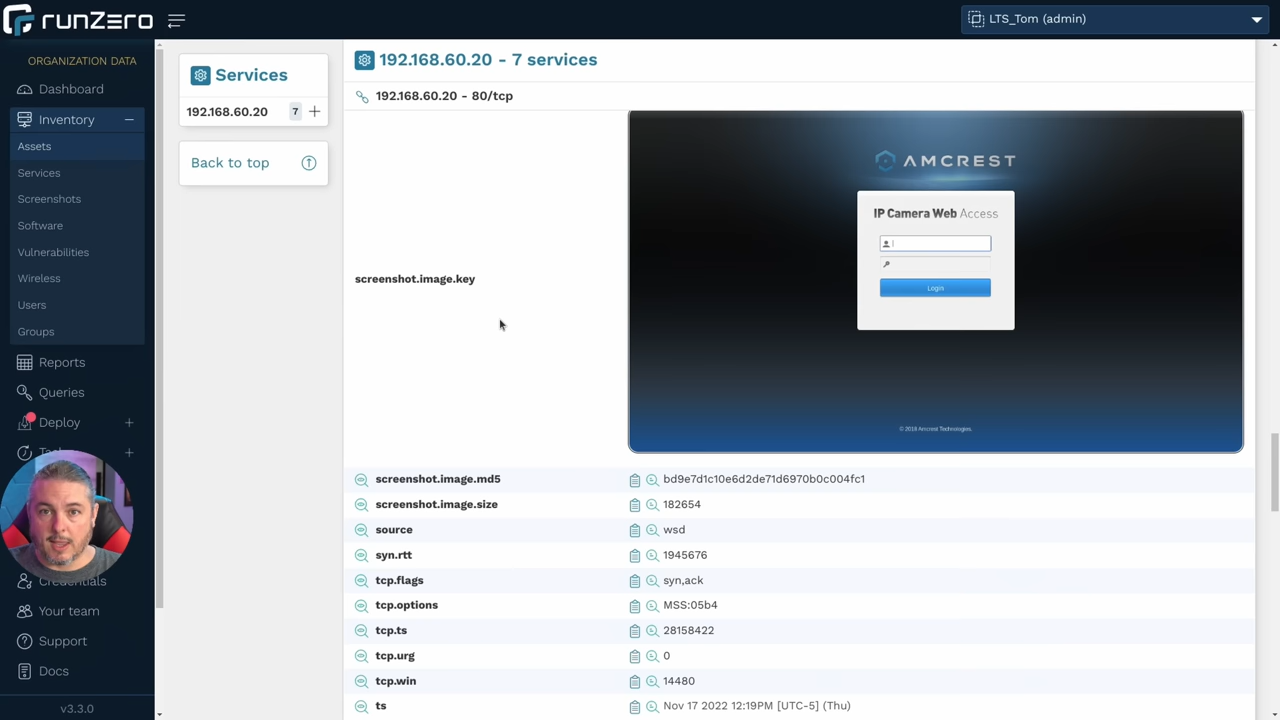 runZero
LTS_Tom (admin)
ORGANIZATION DATA
Dashboard
Inventory
Assets
Services
Screenshots
Software
Vulnerabilities
Wireless
Users
Groups
Reports
Queries
Deploy
Credentials
Your team
Support
Docs
v3.3.0
Services
192.168.60.20 7
Back to top
192.168.60.20 - 7 services
192.168.60.20 - 80/tcp
screenshot.image.key
AMCREST
IP Camera Web Access
Login
© 2018 Amcrest Technologies.
screenshot.image.md5 bd9e7d1c10e6d2de71d6970b0c004fc1
screenshot.image.size 182654
source wsd
syn.rtt 1945676
tcp.flags syn,ack
tcp.options MSS:05b4
tcp.ts 28158422
tcp.urg 0
tcp.win 14480
ts Nov 17 2022 12:19PM [UTC-5] (Thu)